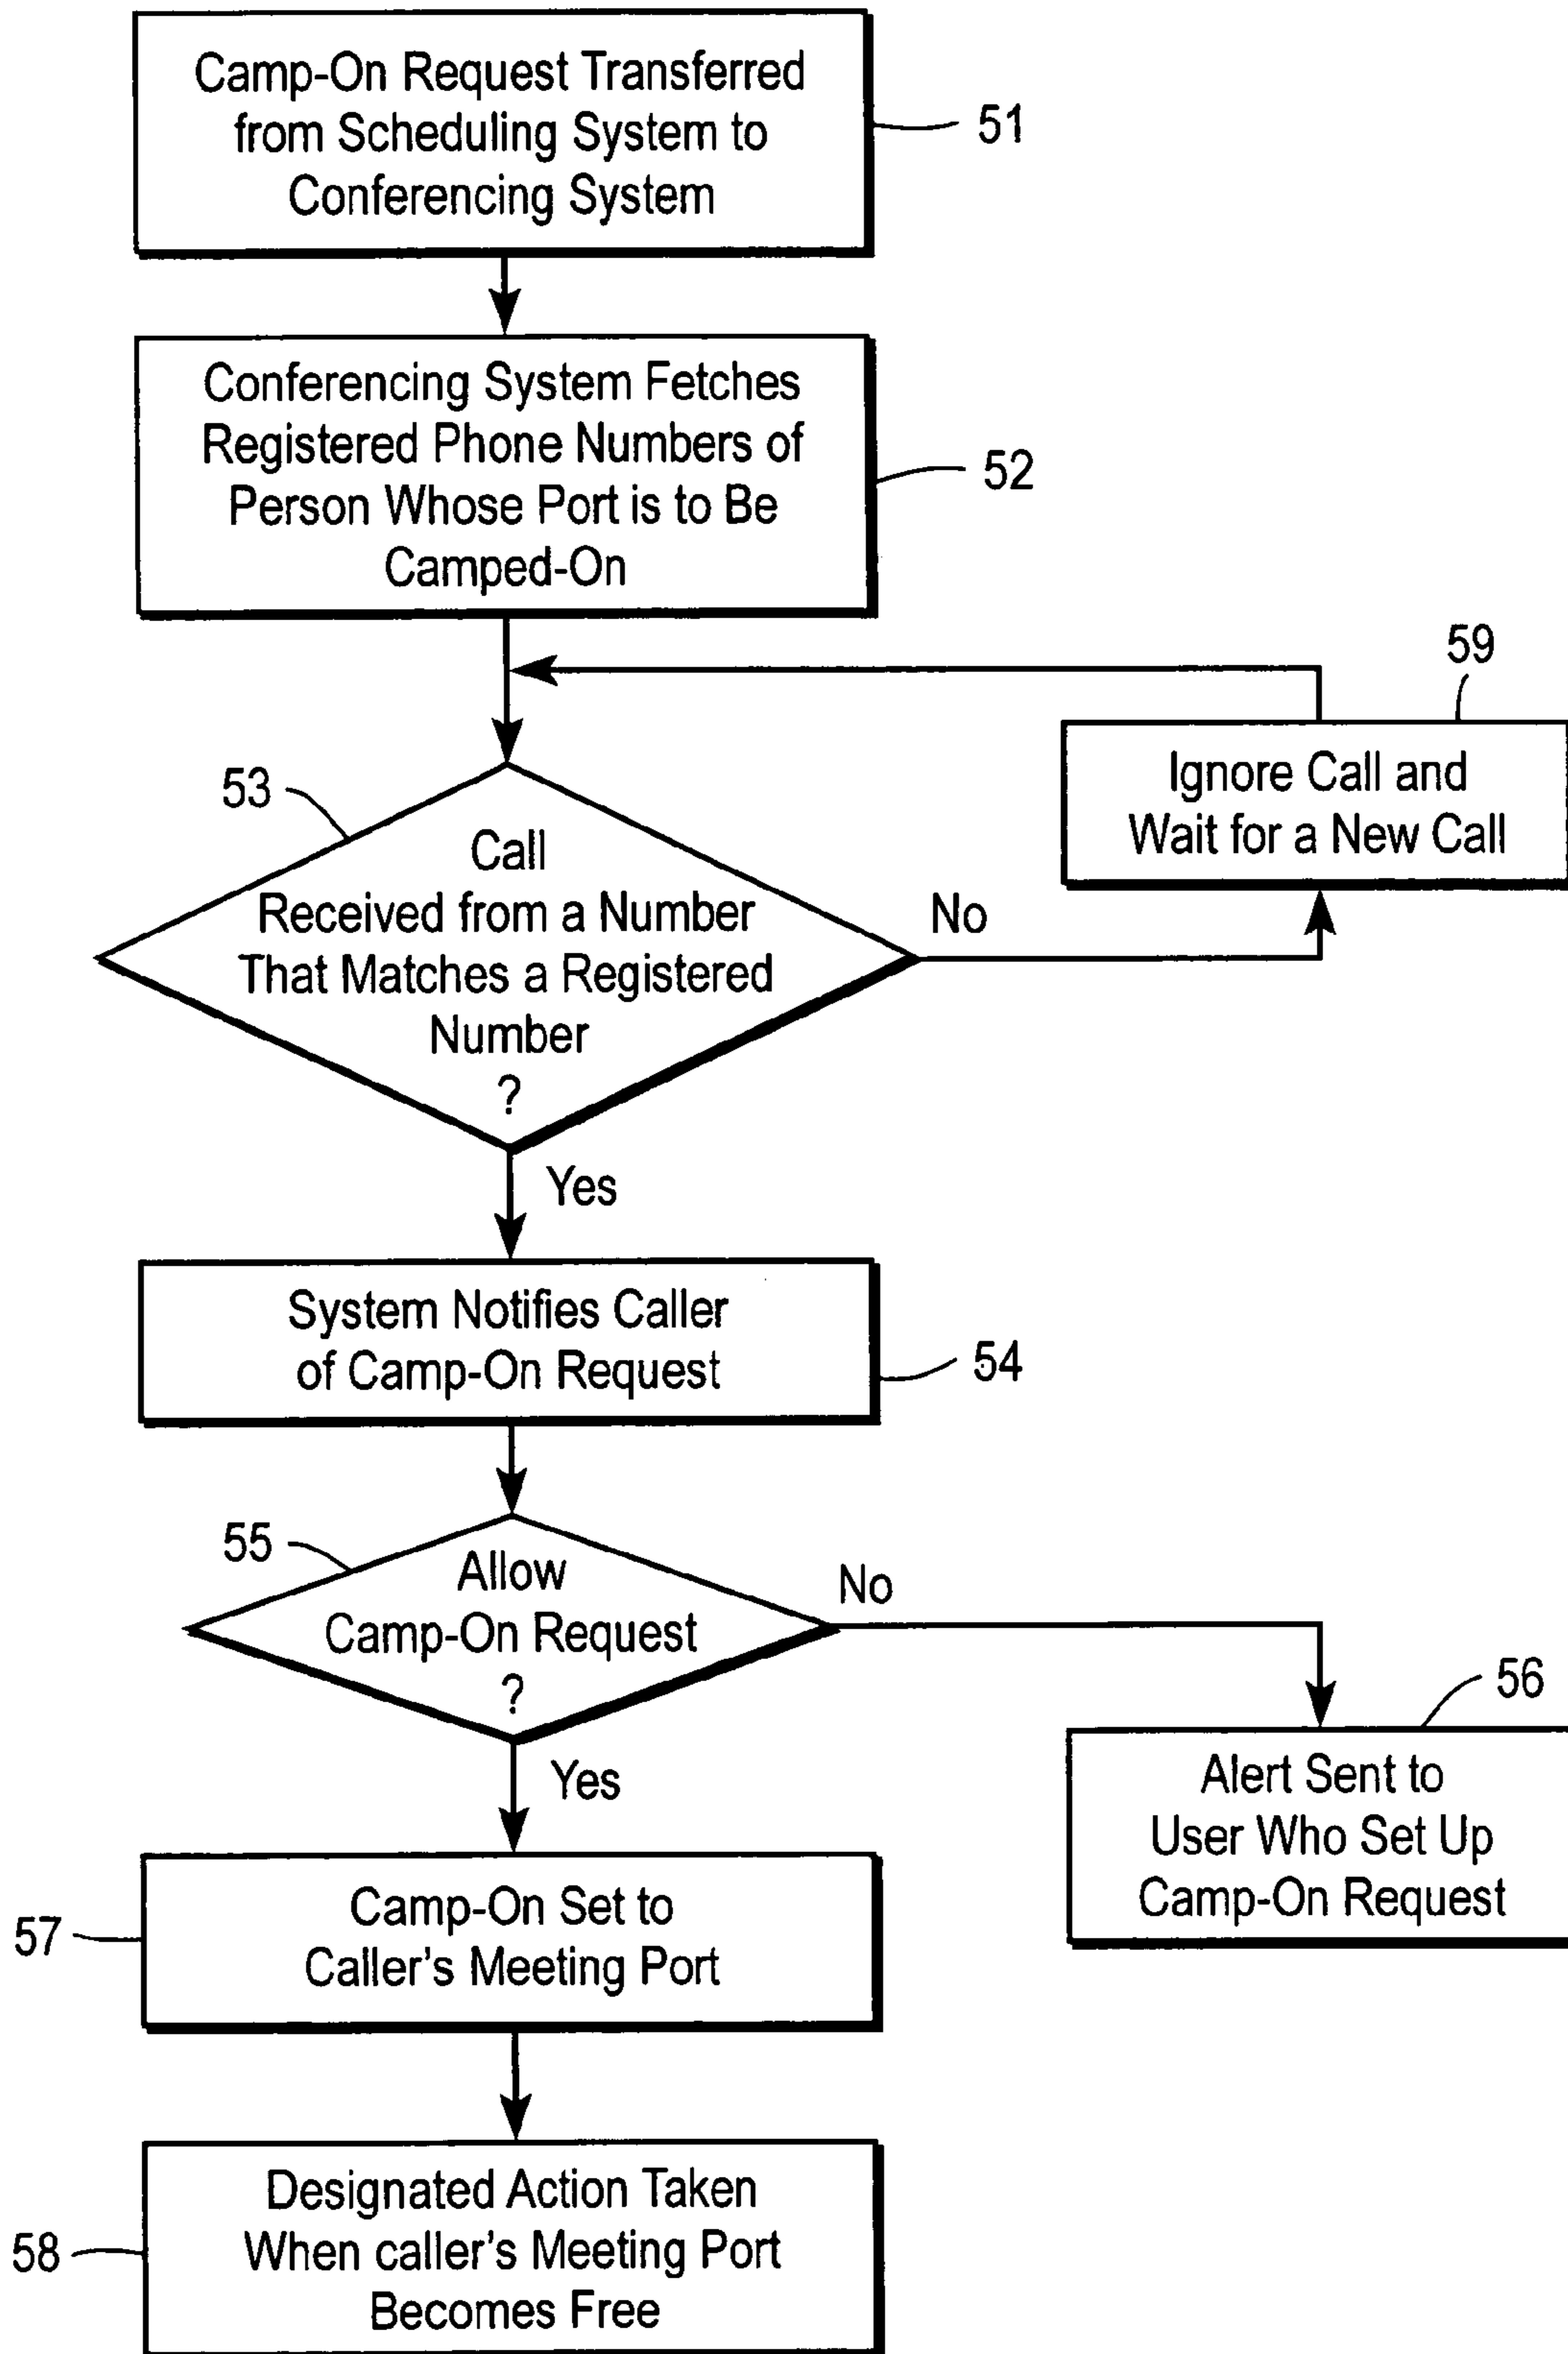 Camp-On Request Transferred
from Scheduling System to
Conferencing System
51
Conferencing System Fetches
Registered Phone Numbers of
Person Whose Port is to Be
Camped-On
52
59
Ignore Call and
Wait for a New Call
53
Call
Received from a Number
That Matches a Registered
Number
?
No
Yes
System Notifies Caller
of Camp-On Request
54
55
Allow
Camp-On Request
?
No
Yes
56
Alert Sent to
User Who Set Up
Camp-On Request
57
Camp-On Set to
Caller's Meeting Port
58
Designated Action Taken
When caller's Meeting Port
Becomes Free